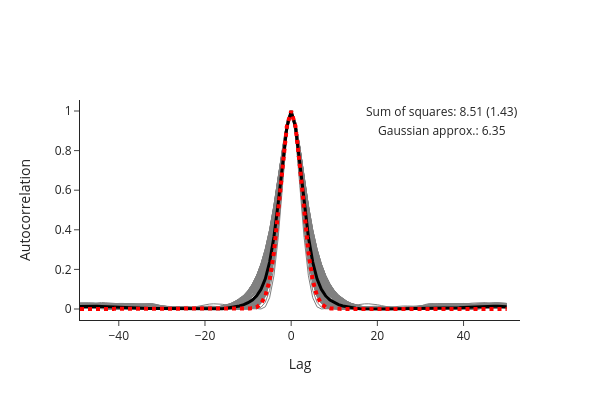 Sum of squares: 8.51 (1.43)
Gaussian approx.: 6.35
Autocorrelation
1
0.8
0.6
0.4
0.2
0
−40
−20
0
20
40
Lag